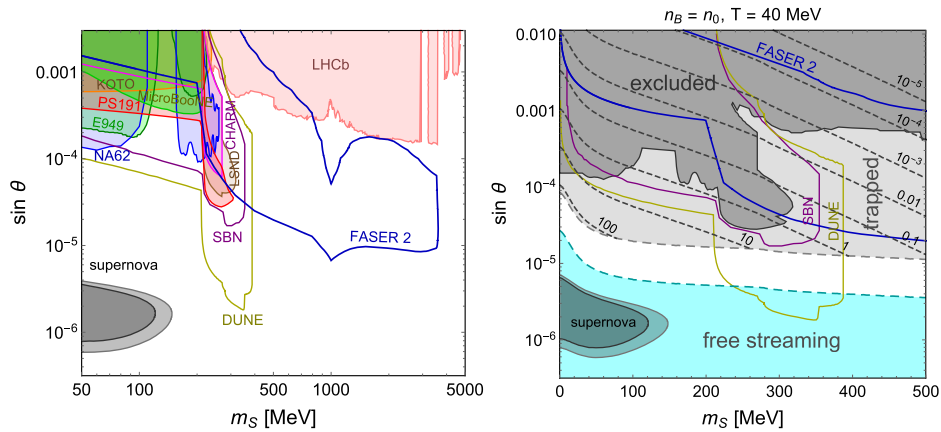 0.001
10⁻⁴
10⁻⁵
10⁻⁶
sin θ
KOTO
MicroBooNE
PS191
E949
NA62
CHARM
LSND
LHCb
SBN
FASER 2
DUNE
supernova
50
100
500
1000
5000
m_S [MeV]
n_B = n_0, T = 40 MeV
0.010
0.001
10⁻⁴
10⁻⁵
10⁻⁶
sin θ
FASER 2
excluded
10⁻⁵
10⁻⁴
10⁻³
0.01
0.1
1
10
100
trapped
SBN
DUNE
supernova
free streaming
0
100
200
300
400
500
m_S [MeV]